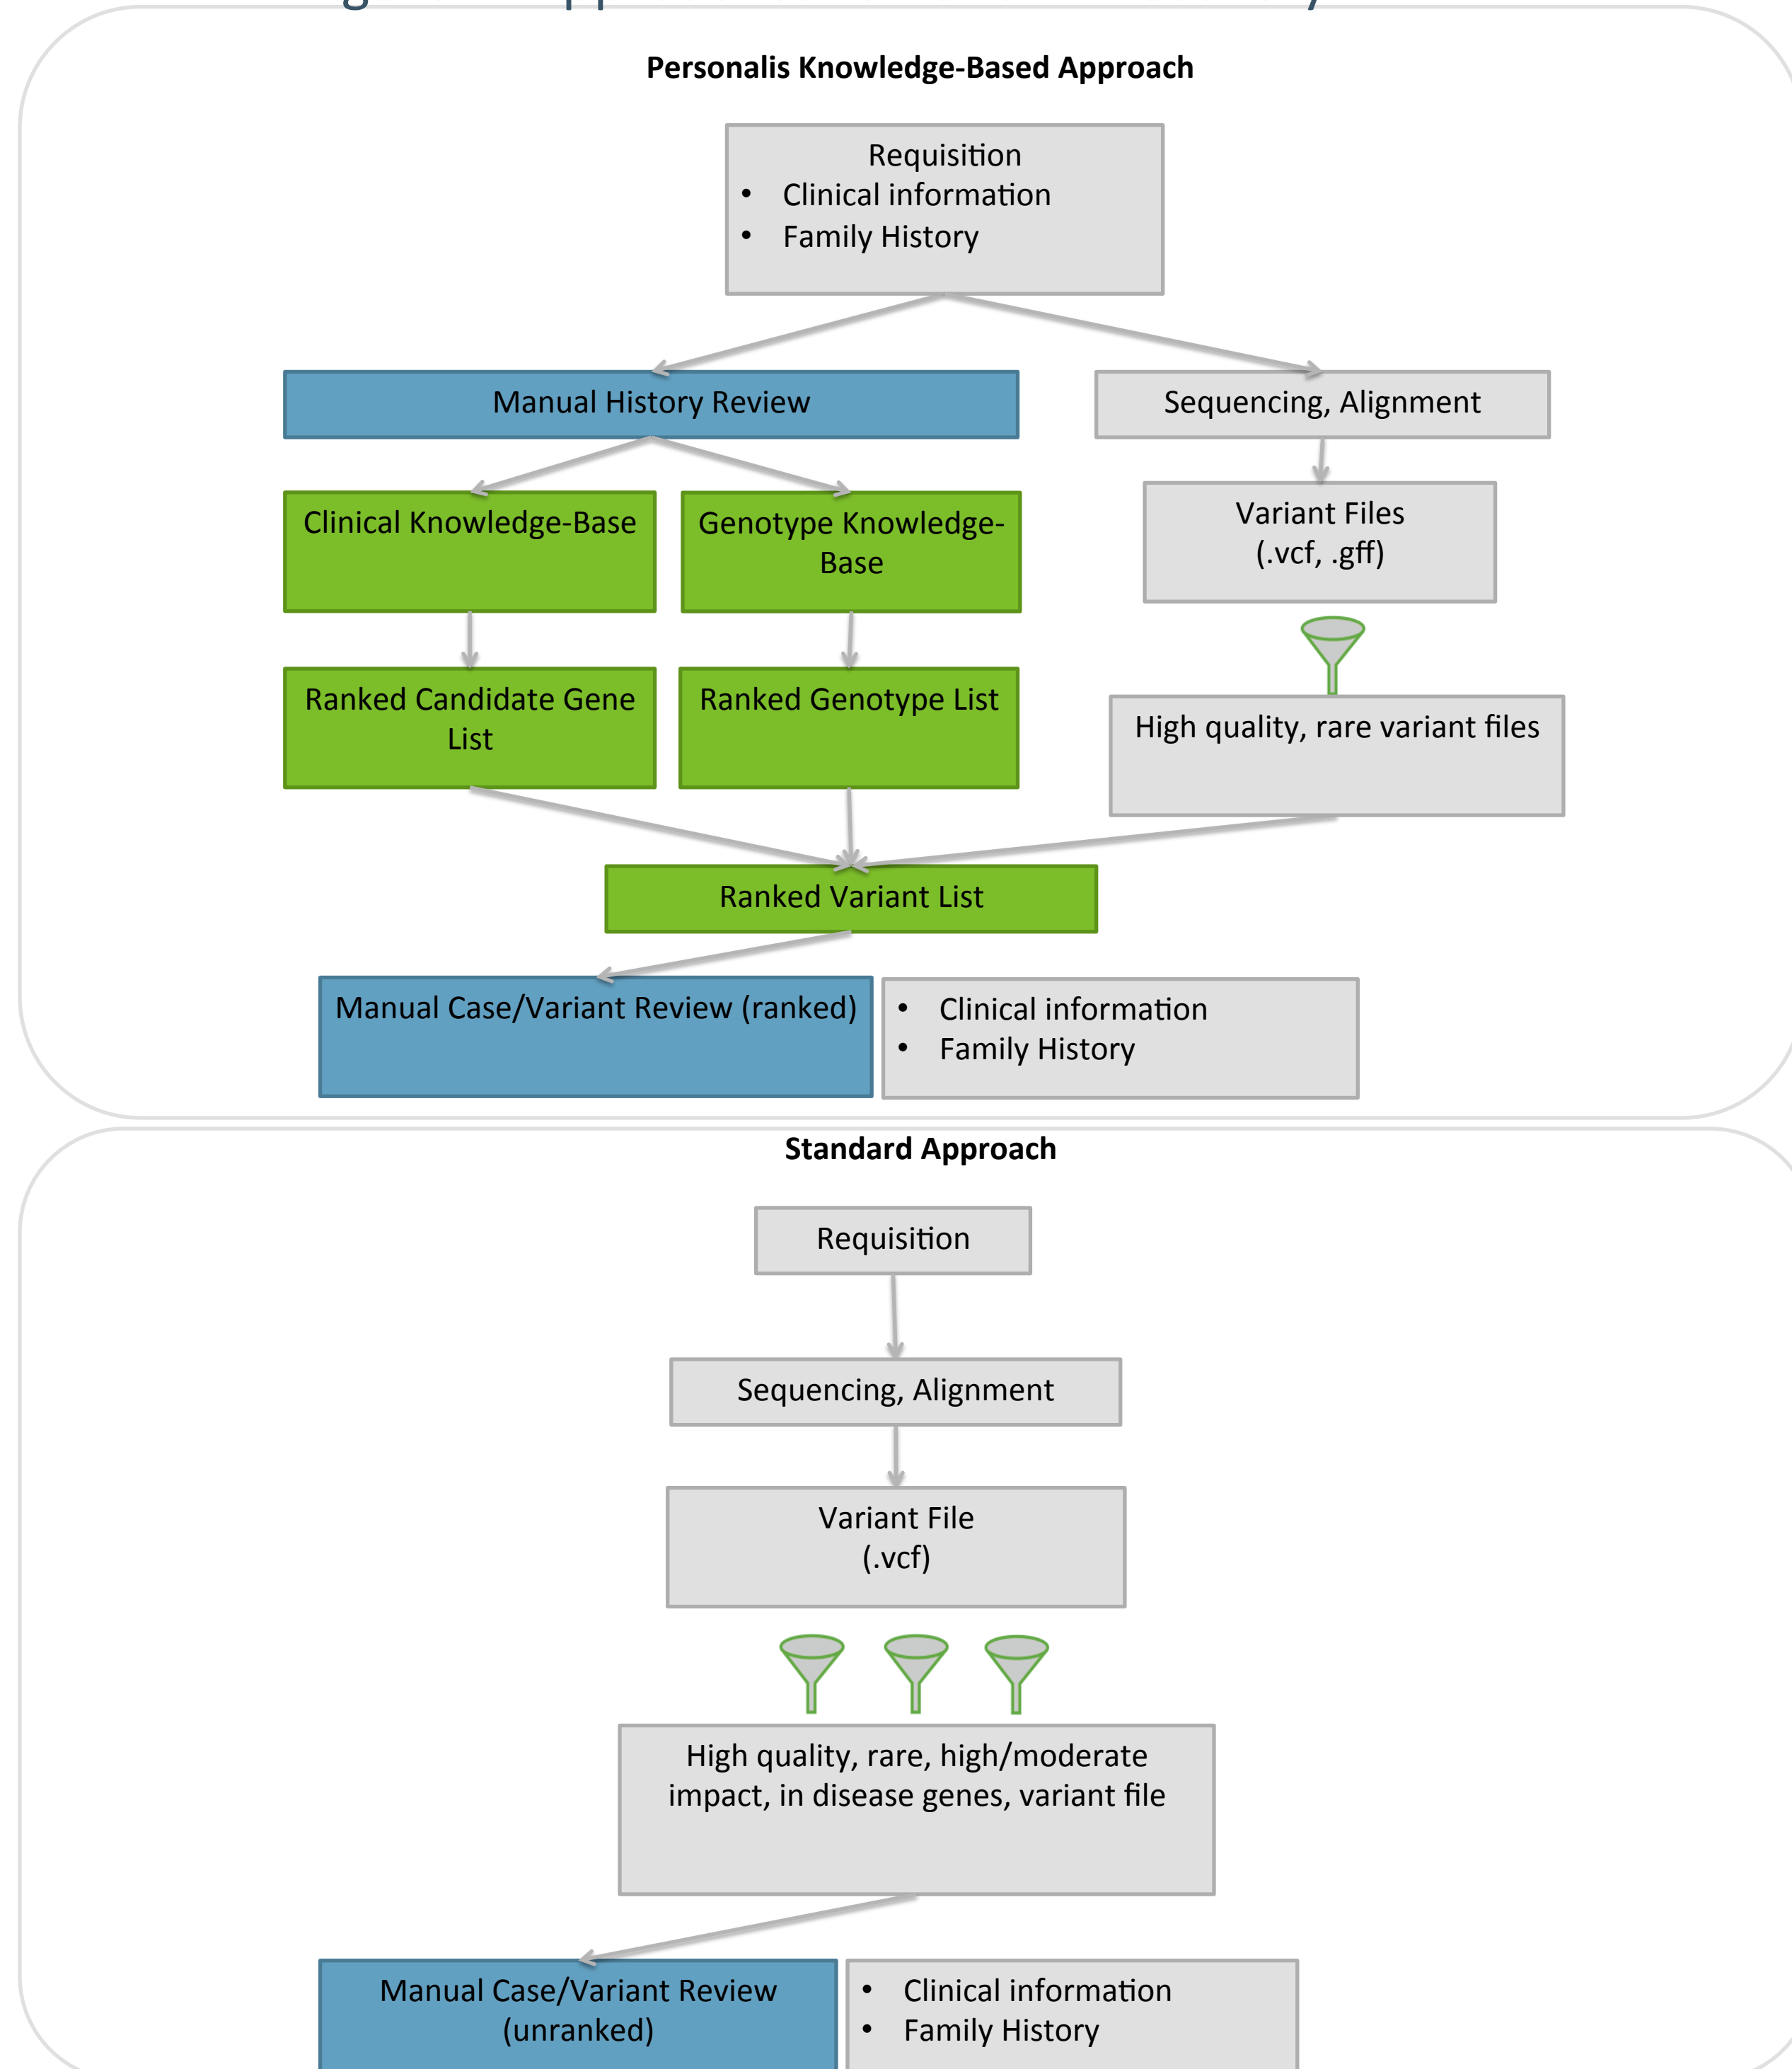 Personalis Knowledge-Based Approach
Requisition
• Clinical information
• Family History
Manual History Review
Sequencing, Alignment
Clinical Knowledge-Base
Genotype Knowledge-
Base
Variant Files
(.vcf, .gff)
Ranked Candidate Gene
List
Ranked Genotype List
High quality, rare variant files
Ranked Variant List
Manual Case/Variant Review (ranked)
• Clinical information
• Family History
Standard Approach
Requisition
Sequencing, Alignment
Variant File
(.vcf)
High quality, rare, high/moderate
impact, in disease genes, variant file
Manual Case/Variant Review
(unranked)
• Clinical information
• Family History